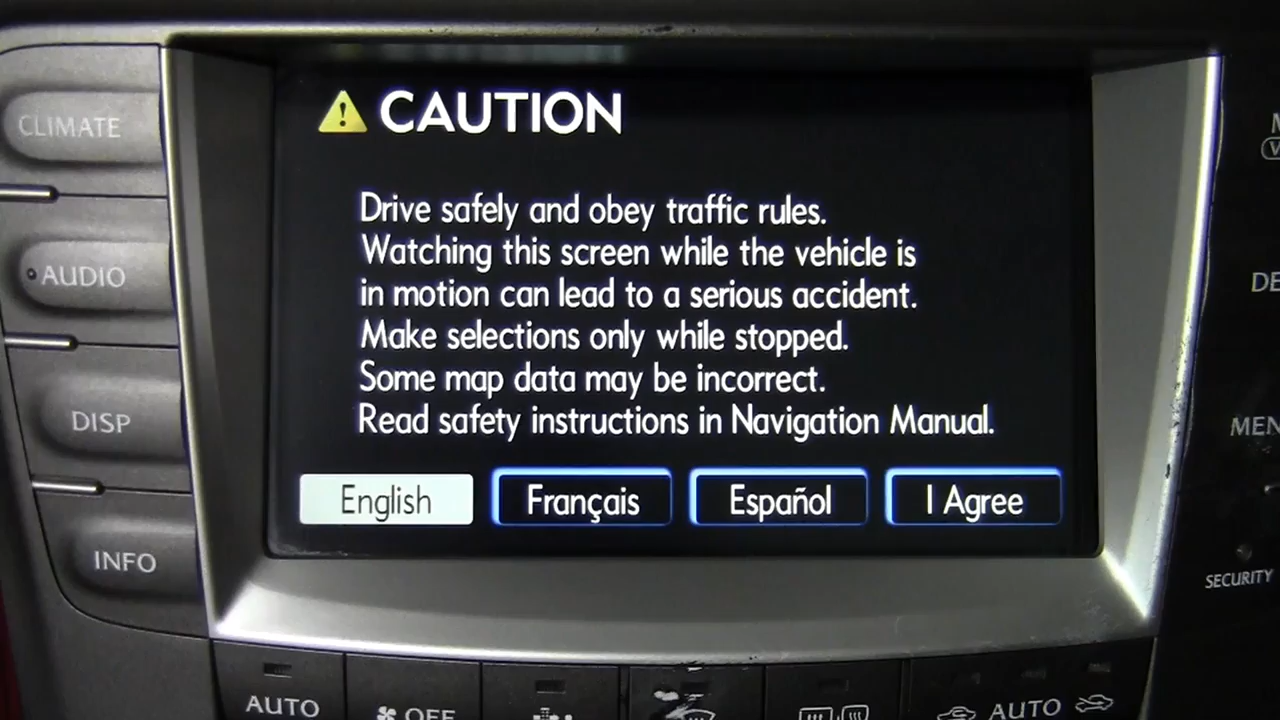 CAUTION
Drive safely and obey traffic rules.
Watching this screen while the vehicle is
in motion can lead to a serious accident.
Make selections only while stopped.
Some map data may be incorrect.
Read safety instructions in Navigation Manual.
English Français Español I Agree
CLIMATE
AUDIO
DISP
INFO
SECURITY
AUTO OFF AUTO